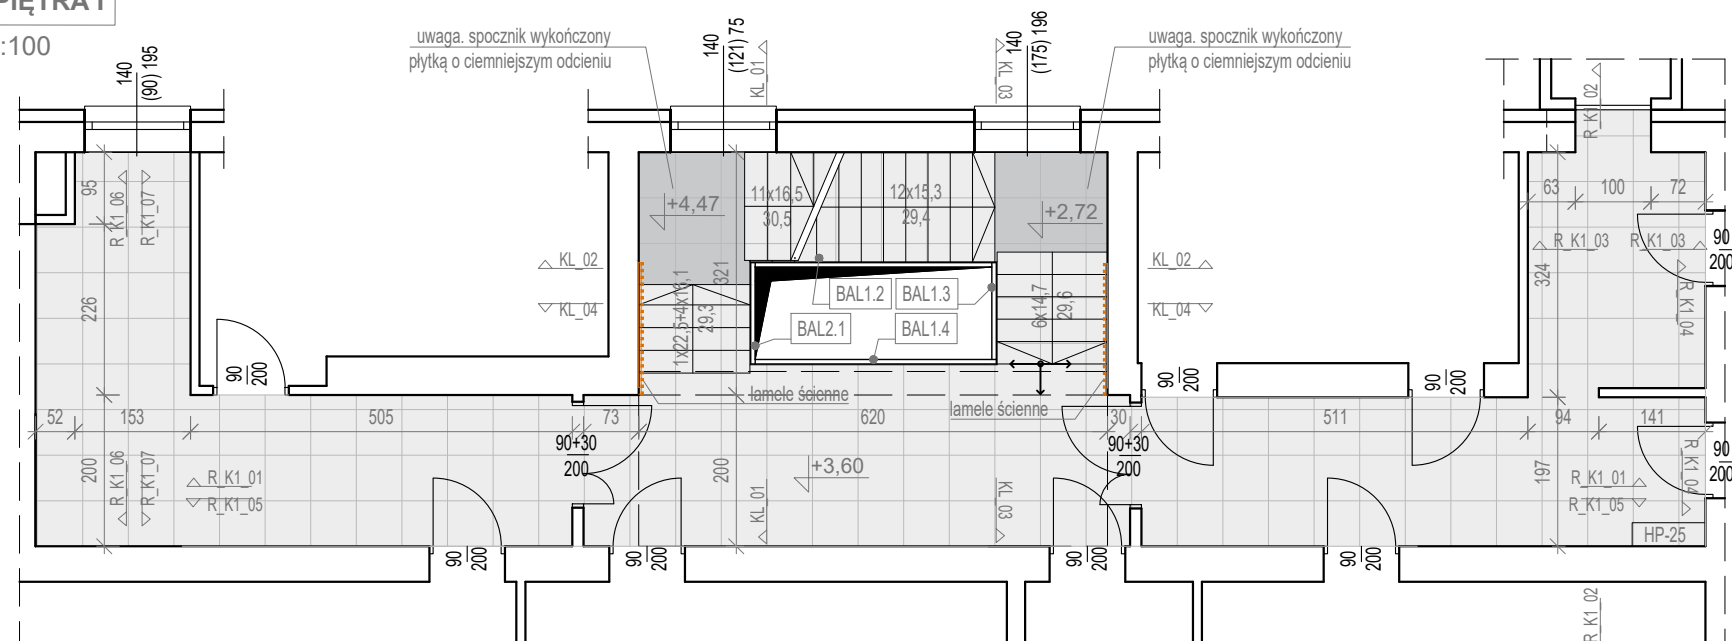 PIĘTRA I
:100
140
(90) 195
uwaga. spocznik wykończony
płytką o ciemniejszym odcieniu
140
(121) 75
KL_01
KL_03
140
(175) 196
uwaga. spocznik wykończony
płytką o ciemniejszym odcieniu
R_K1_02
95
R_K1_06
R_K1_07
+4,47
11x16,5
30,5
12x15,3
29,4
+2,72
63
100
72
R_K1_03
R_K1_03
90
200
KL_02
KL_04
321
BAL1.2
BAL1.3
BAL2.1
BAL1.4
29,3
6x14,7
29,6
KL_02
KL_04
226
324
R_K1_04
90
200
lamele ścienne
lamele ścienne
90
200
90
200
52
153
505
73
620
30
511
94
141
90+30
200
90+30
200
200
R_K1_06
R_K1_07
R_K1_01
R_K1_05
200
+3,60
KL_01
KL_03
197
R_K1_01
R_K1_05
R_K1_04
90
200
HP-25
90
200
90
200
90
200
90
200
R_K1_02